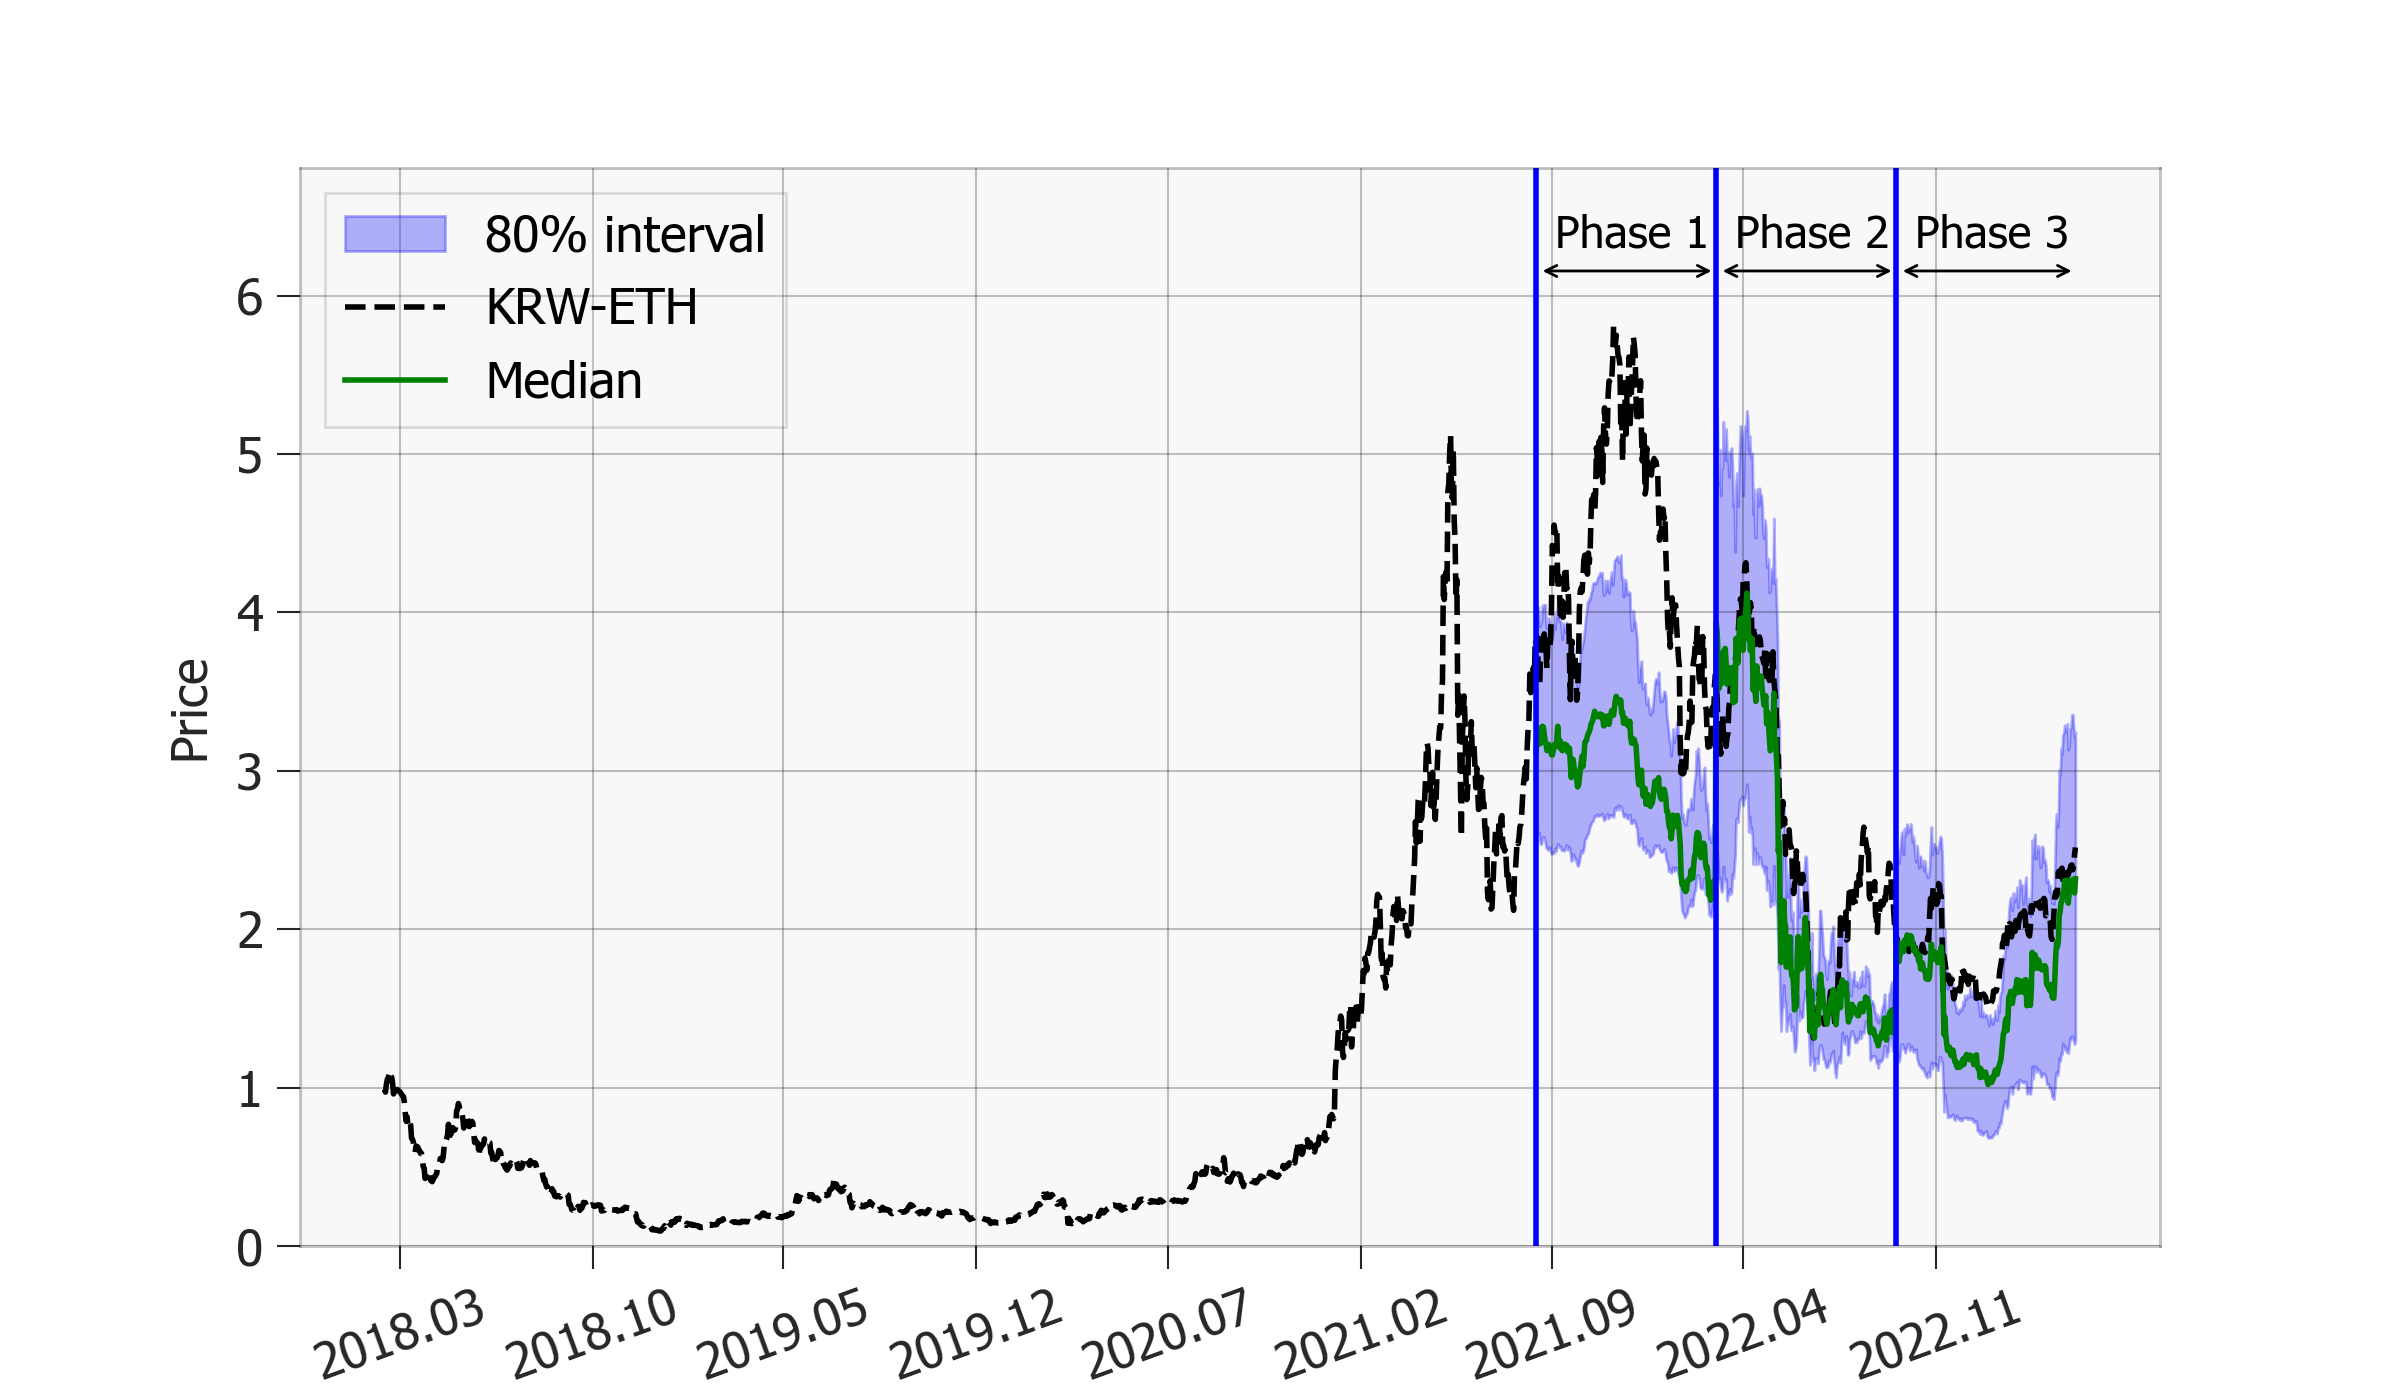 80% interval
KRW-ETH
Median
Phase 1
Phase 2
Phase 3
Price
6
5
4
3
2
1
0
2018.03
2018.10
2019.05
2019.12
2020.07
2021.02
2021.09
2022.04
2022.11